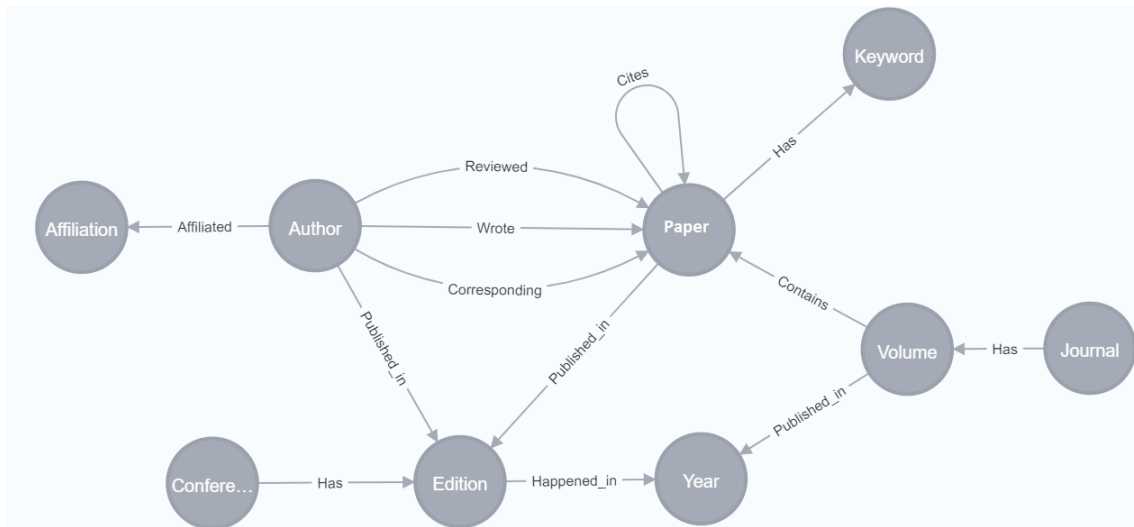 Keyword
Cites
Has
Reviewed
Affiliation
Affiliated
Author
Wrote
Paper
Corresponding
Contains
Published_in
Published_in
Volume
Has
Journal
Published_in
Confere...
Has
Edition
Happened_in
Year